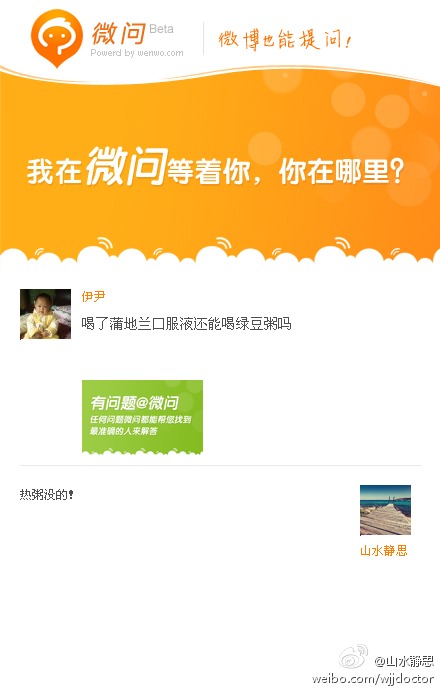 微问 Beta
Powerd by wenwo.com
微博也能提问!
我在微问等着你，你在哪里?
伊尹
喝了蒲地兰口服液还能喝绿豆粥吗
有问题@微问
任何问题微问都能帮您找到
最准确的人来解答
热粥没的!
山水静思
@山水静思
weibo.com/wjjdoctor